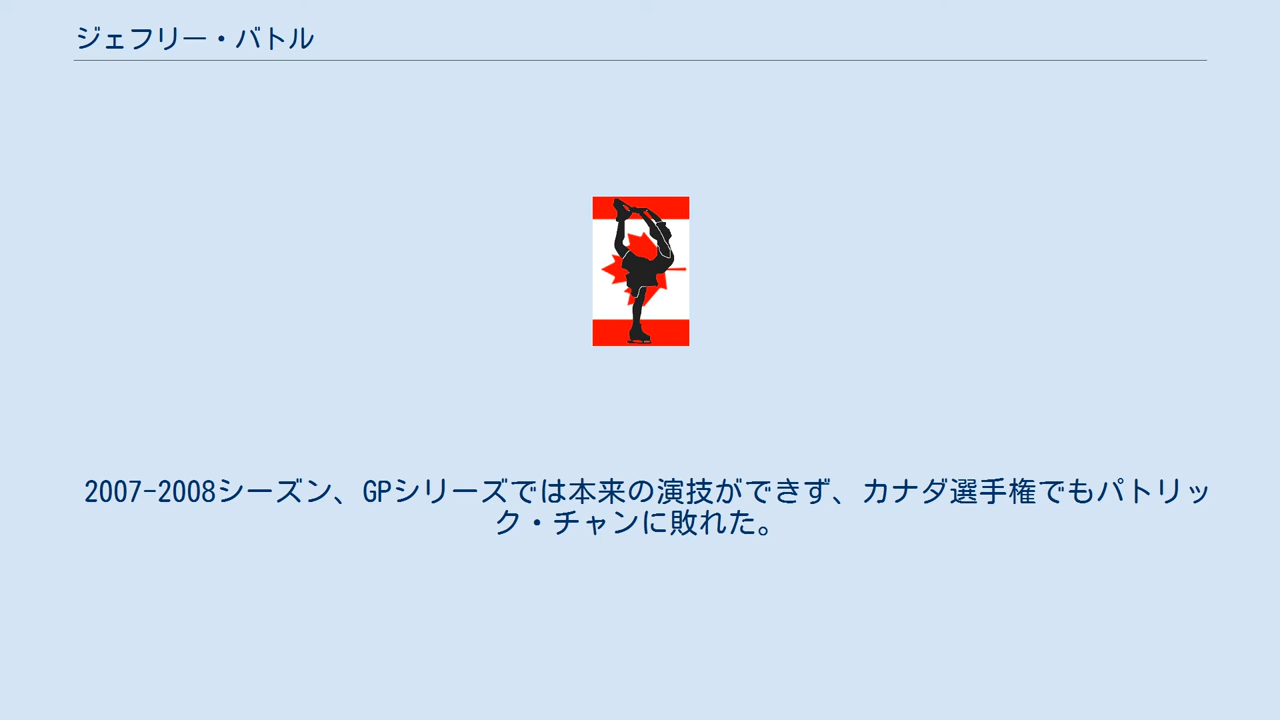 ジェフリー・バトル
2007-2008シーズン、GPシリーズでは本来の演技ができず、カナダ選手権でもパトリッ
ク・チャンに敗れた。